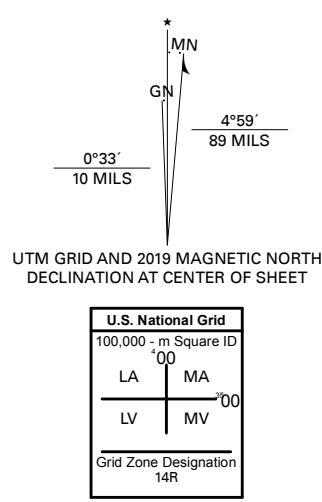 ★
MN
GN
4°59´
89 MILS
0°33´
10 MILS
UTM GRID AND 2019 MAGNETIC NORTH
DECLINATION AT CENTER OF SHEET
U.S. National Grid
100,000 - m Square ID
⁴00
LA MA
³⁵00
LV MV
Grid Zone Designation
14R